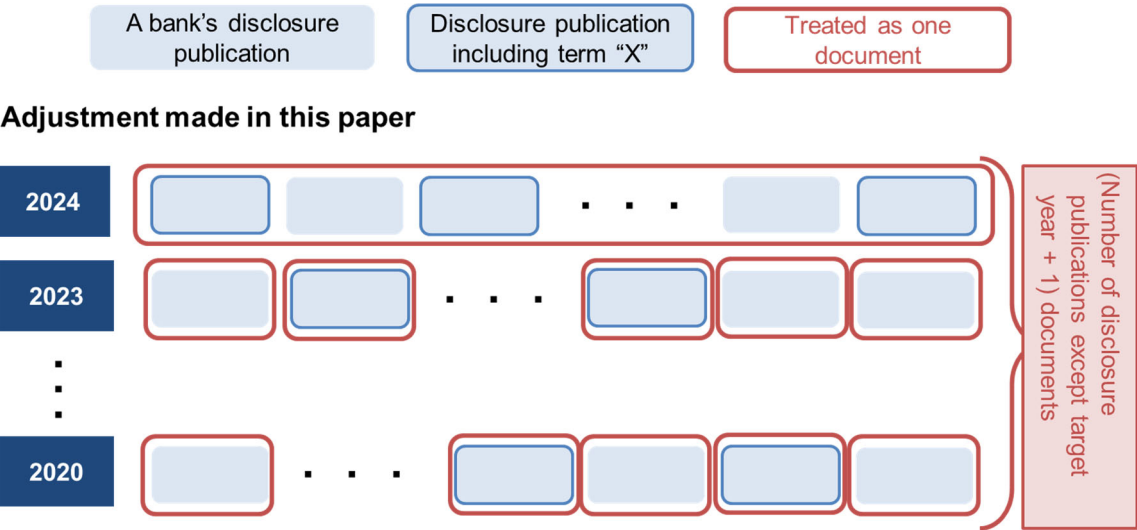 A bank's disclosure
publication
Disclosure publication
including term “X”
Treated as one
document
Adjustment made in this paper
2024
. . .
2023
. . .
.
.
.
2020
. . .
(Number of disclosure
publications except target
year + 1) documents